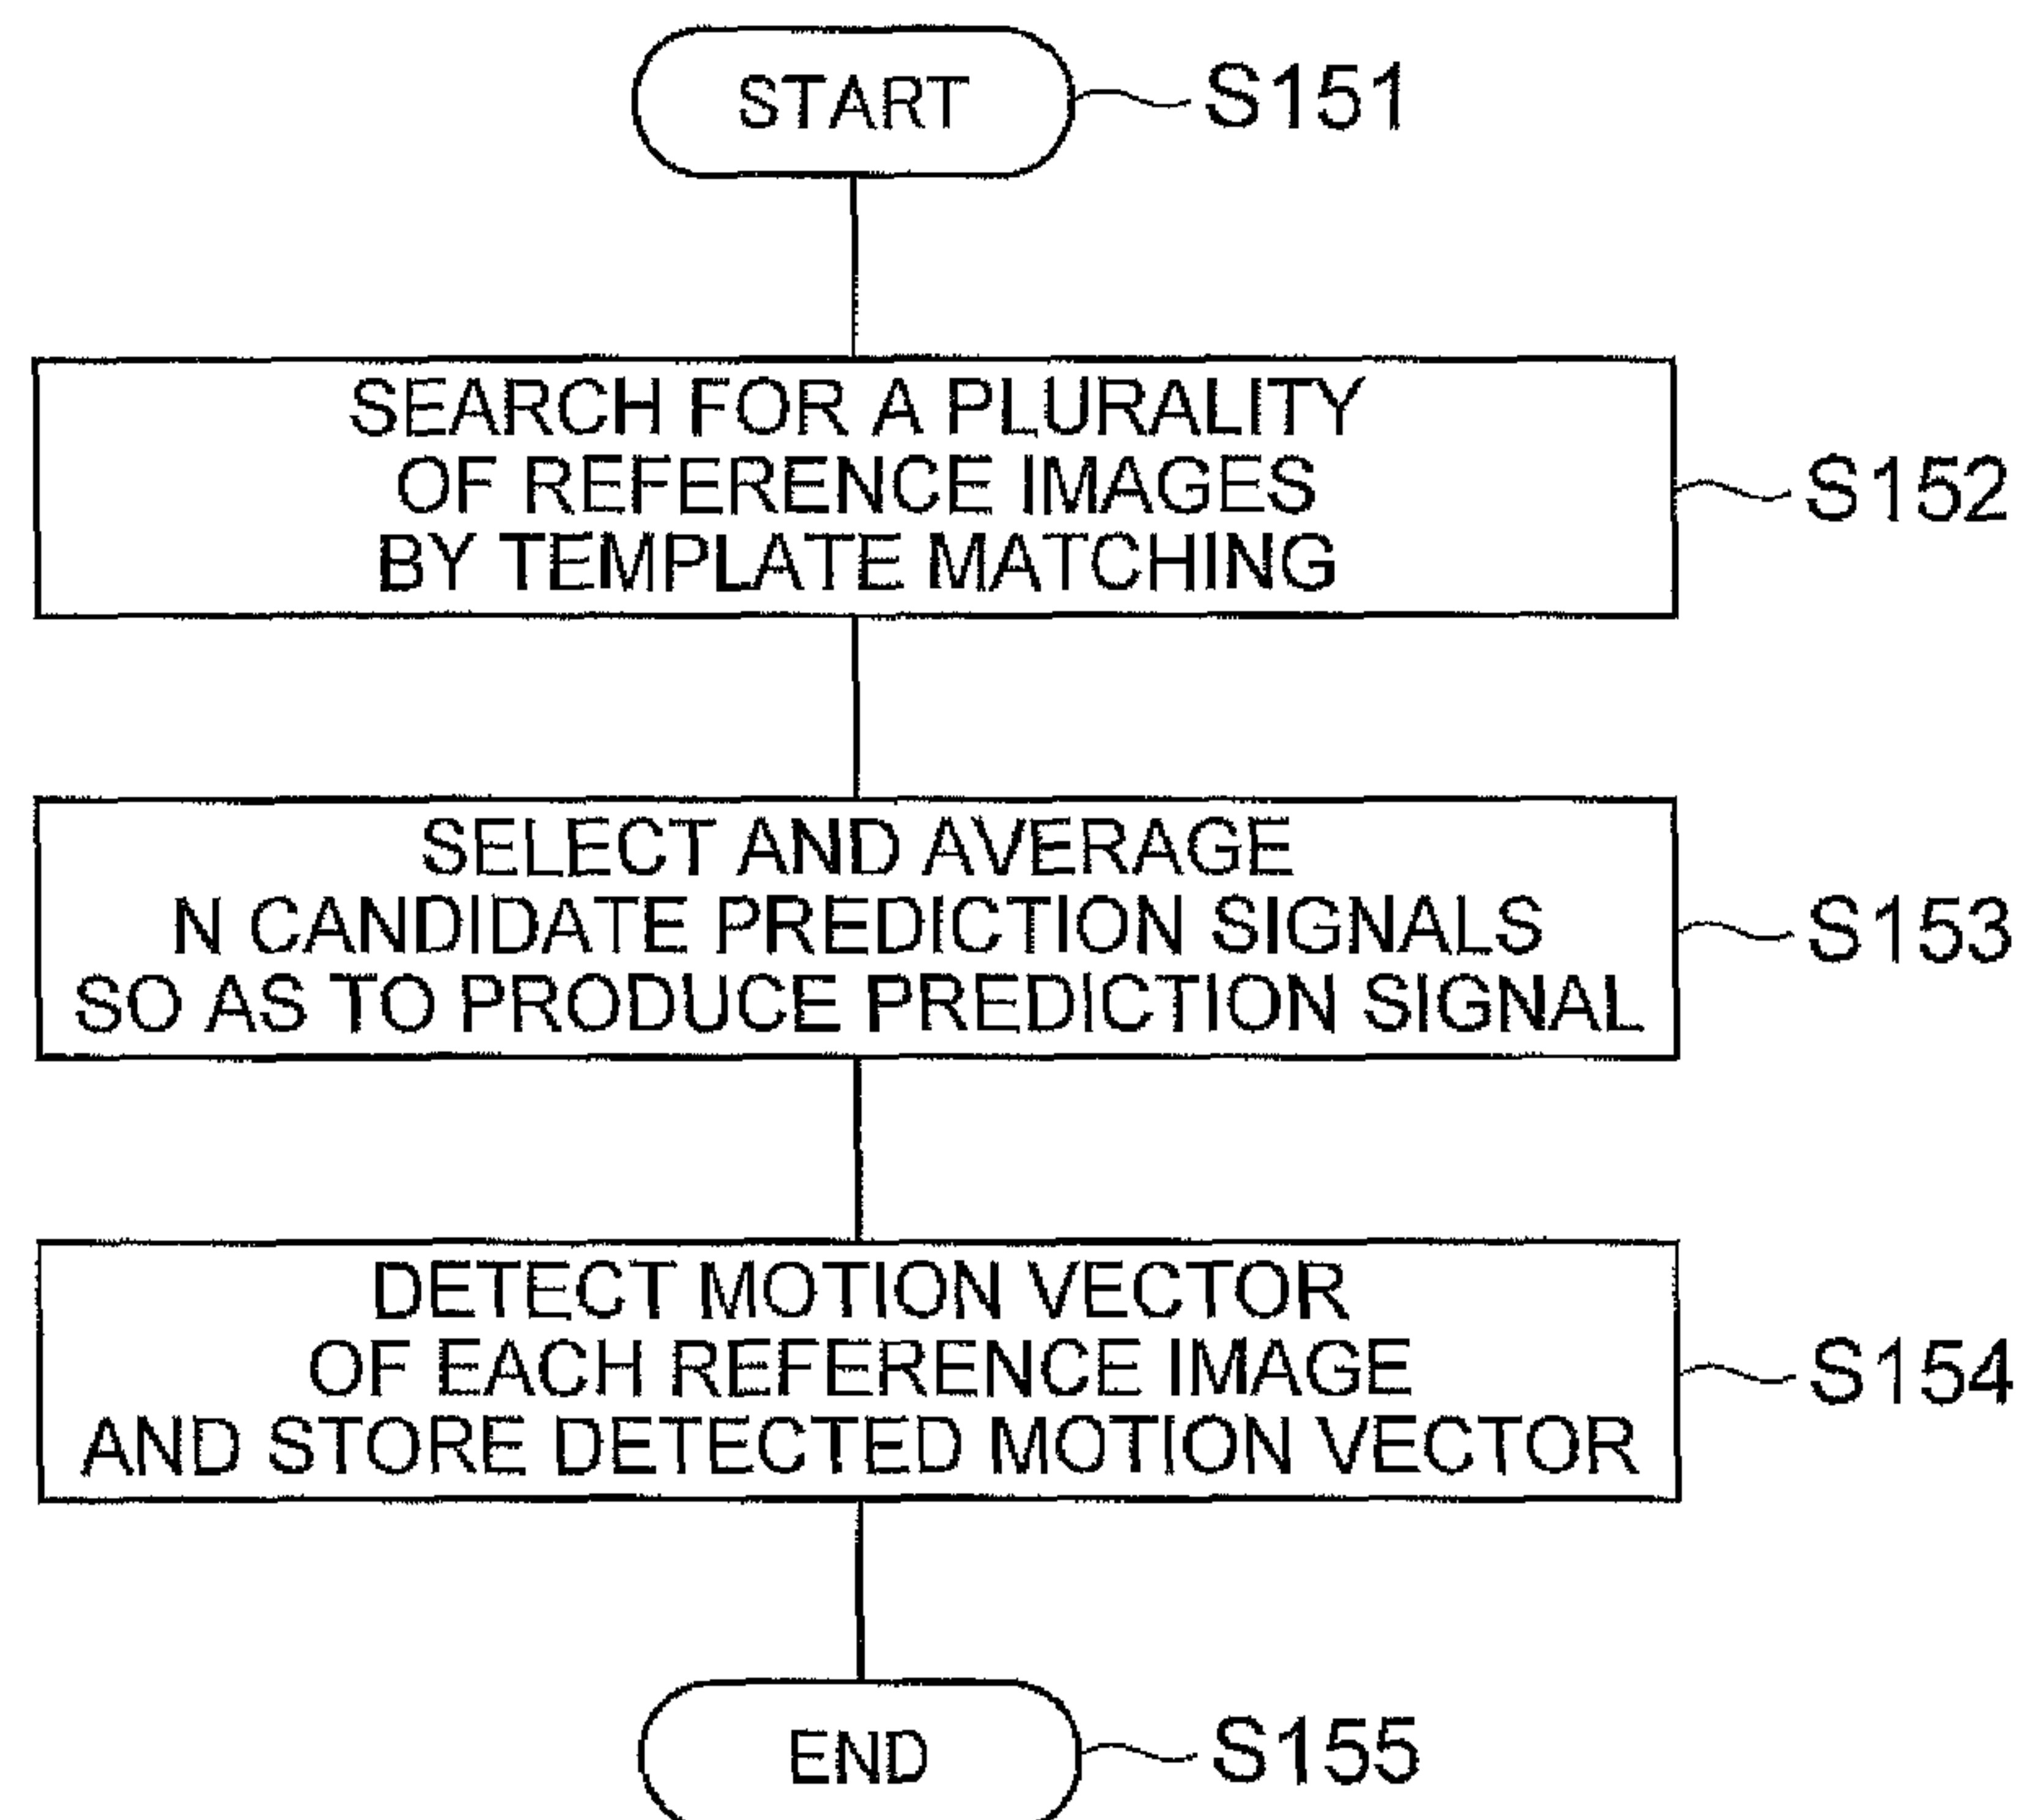 START
S151
SEARCH FOR A PLURALITY
OF REFERENCE IMAGES
BY TEMPLATE MATCHING
S152
SELECT AND AVERAGE
N CANDIDATE PREDICTION SIGNALS
SO AS TO PRODUCE PREDICTION SIGNAL
S153
DETECT MOTION VECTOR
OF EACH REFERENCE IMAGE
AND STORE DETECTED MOTION VECTOR
S154
END
S155